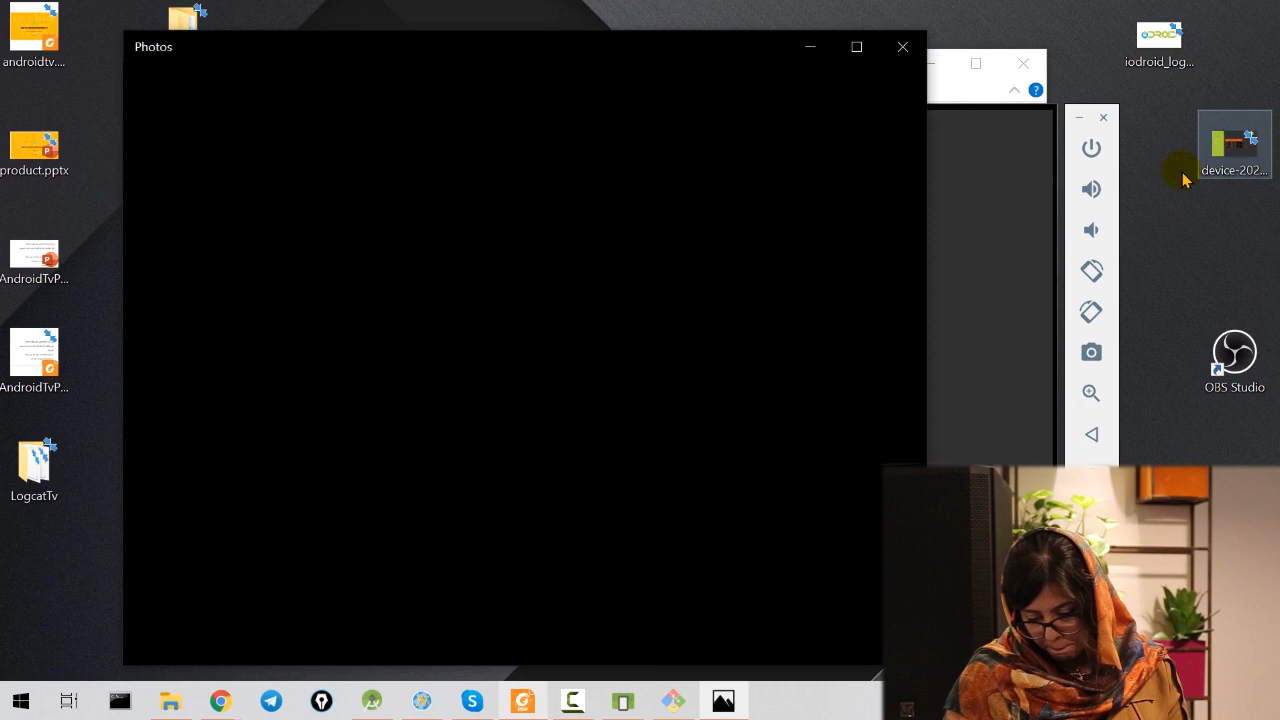 androidtv....
product.pptx
AndroidTvP...
AndroidTvP...
LogcatTv
Photos
iodroid_log...
device-202...
OBS Studio